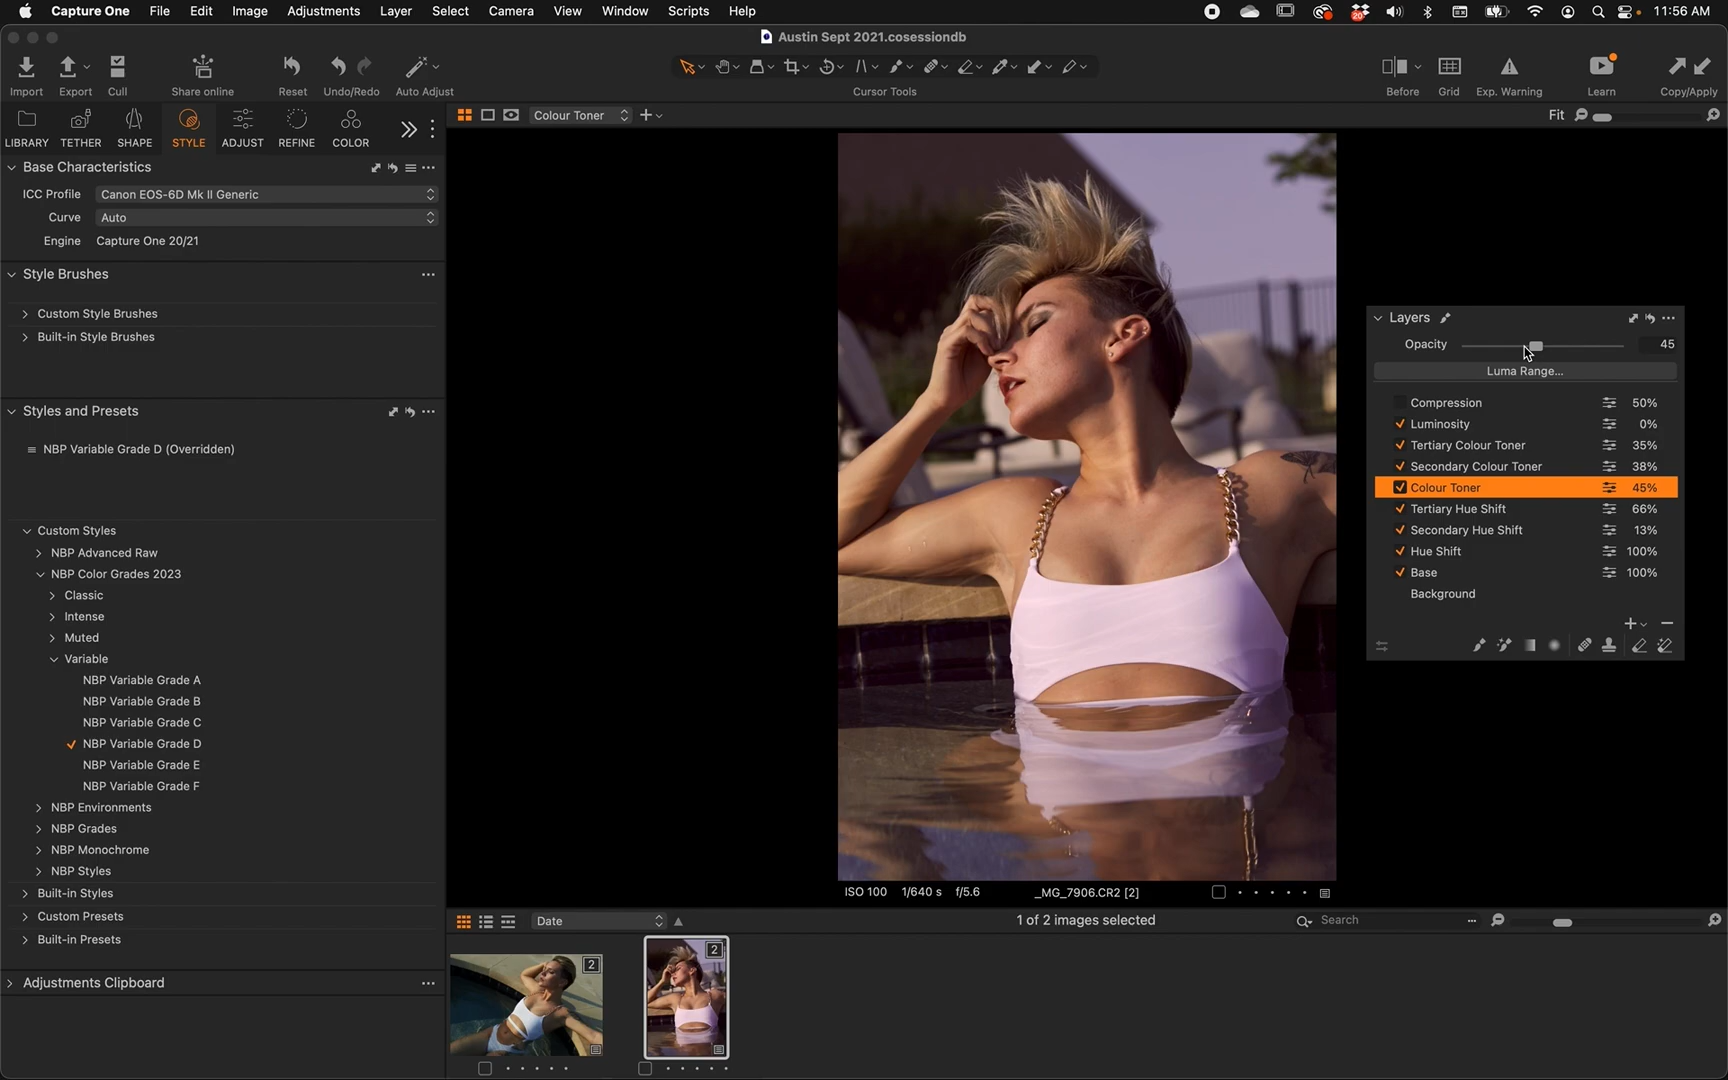 Capture One File Edit Image Adjustments Layer Select Camera View Window Scripts Help 20 11:56 AM
Austin Sept 2021.cosessiondb
Import Export Cull Share online Reset Undo/Redo Auto Adjust Cursor Tools Before Grid Exp. Warning Learn Copy/Apply
LIBRARY TETHER SHAPE STYLE ADJUST REFINE COLOR
Colour Toner Fit
Base Characteristics
ICC Profile Canon EOS-6D Mk II Generic
Curve Auto
Engine Capture One 20/21
Style Brushes
Custom Style Brushes
Built-in Style Brushes
Styles and Presets
NBP Variable Grade D (Overridden)
Custom Styles
NBP Advanced Raw
NBP Color Grades 2023
Classic
Intense
Muted
Variable
NBP Variable Grade A
NBP Variable Grade B
NBP Variable Grade C
NBP Variable Grade D
NBP Variable Grade E
NBP Variable Grade F
NBP Environments
NBP Grades
NBP Monochrome
NBP Styles
Built-in Styles
Custom Presets
Built-in Presets
Adjustments Clipboard
Layers
Opacity 45
Luma Range...
Compression 50%
Luminosity 0%
Tertiary Colour Toner 35%
Secondary Colour Toner 38%
Colour Toner 45%
Tertiary Hue Shift 66%
Secondary Hue Shift 13%
Hue Shift 100%
Base 100%
Background
ISO 100 1/640 s f/5.6 _MG_7906.CR2 [2]
Date 1 of 2 images selected Search
2 2